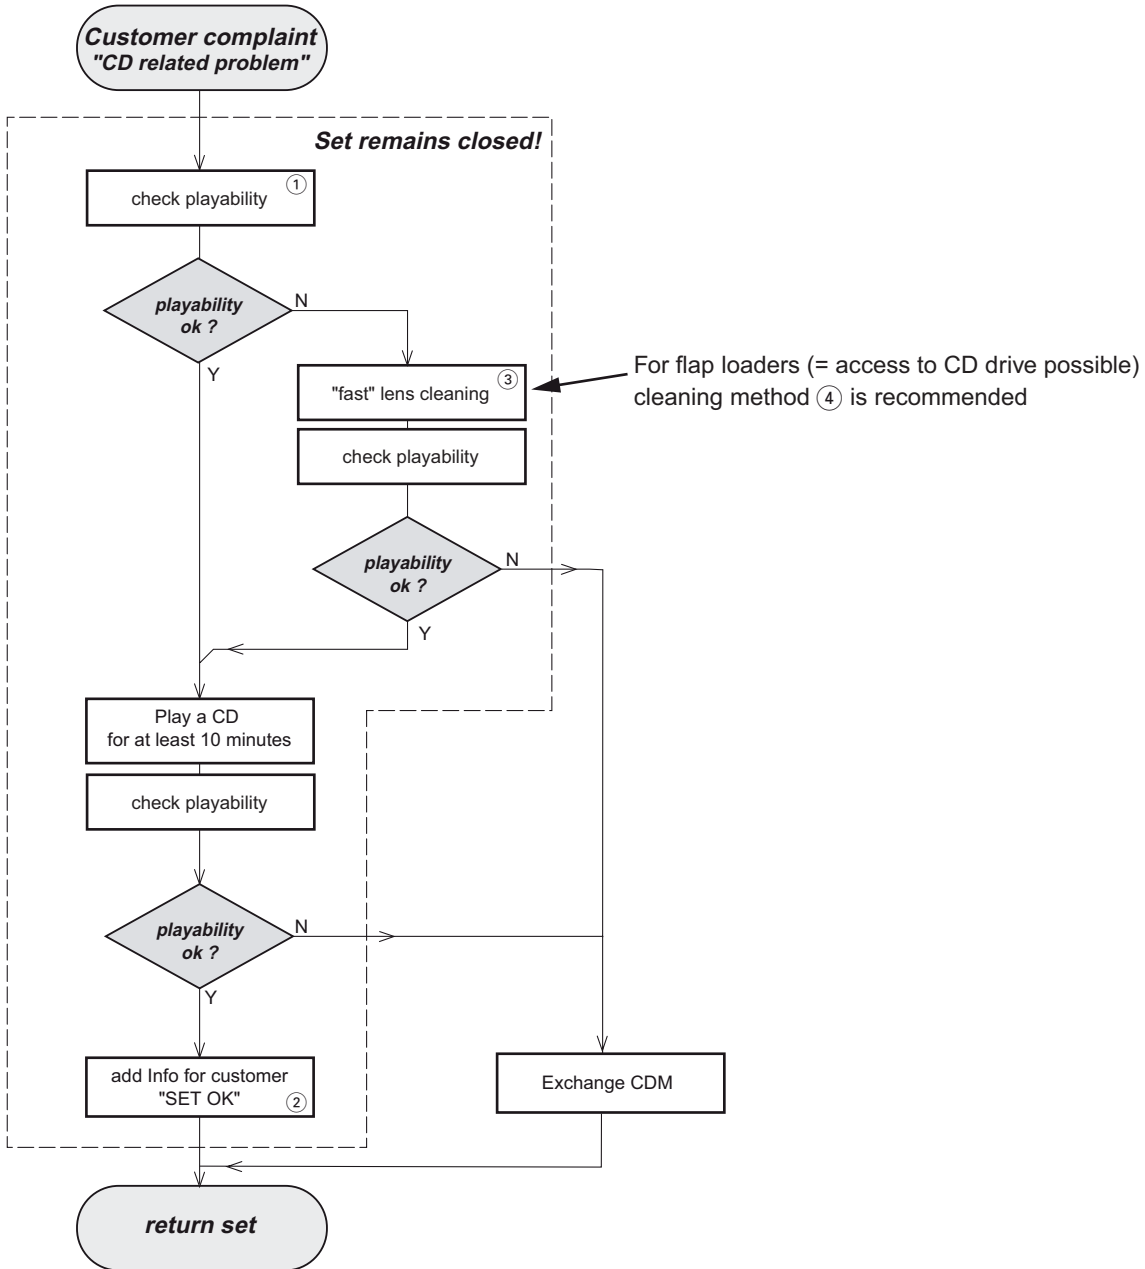 Customer complaint
"CD related problem"
Set remains closed!
check playability ①
playability
ok ?
N
Y
"fast" lens cleaning ③
For flap loaders (= access to CD drive possible)
cleaning method ④ is recommended
check playability
playability
ok ?
N
Y
Play a CD
for at least 10 minutes
check playability
playability
ok ?
N
Y
add Info for customer
"SET OK" ②
Exchange CDM
return set